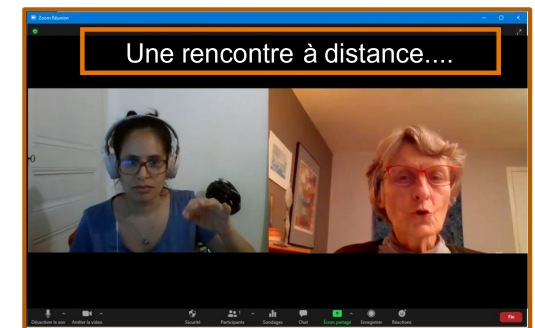 Zoom Réunion
Une rencontre à distance....
Désactiver le son Arrêter la vidéo Sécurité Participants Sondages Chat Écran partagé Enregistrer Réactions Fin